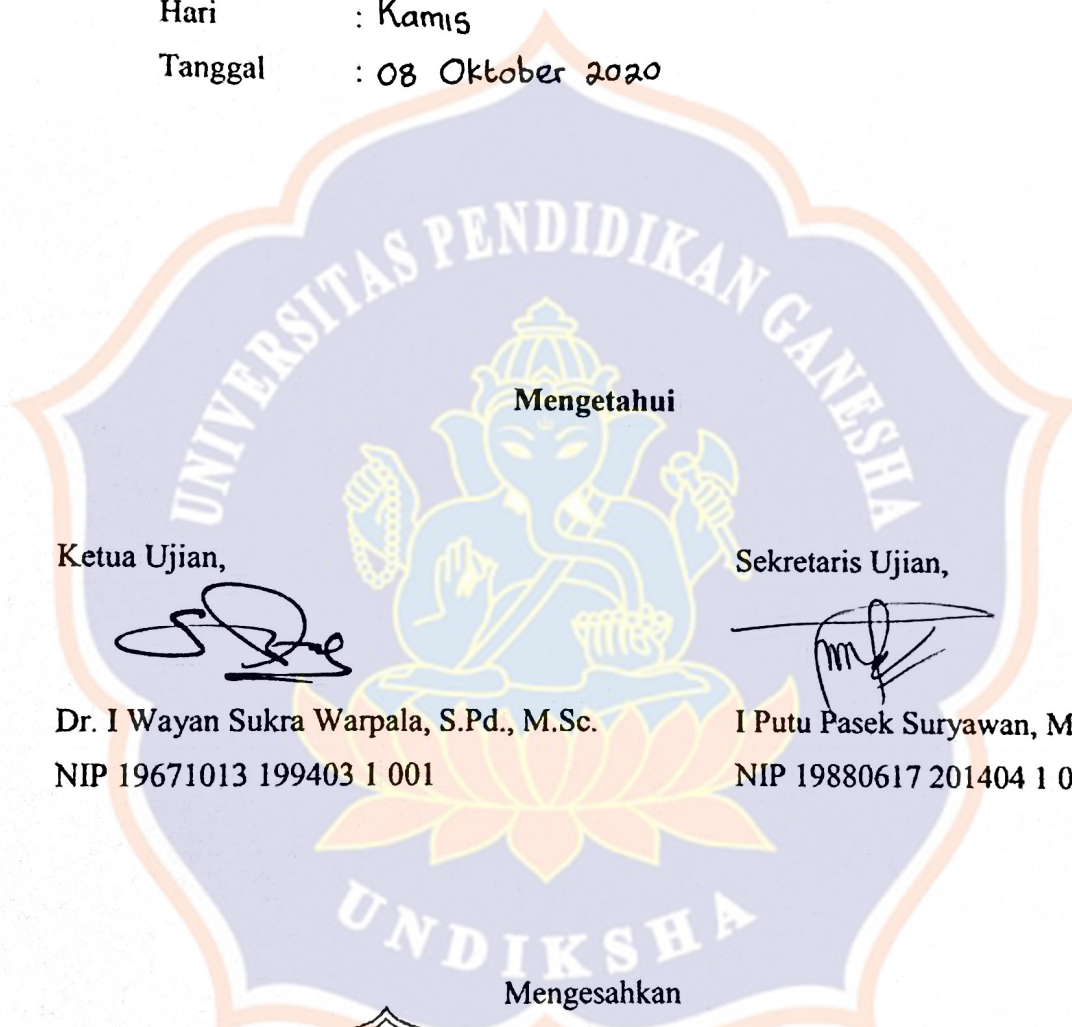 Hari : Kamis
Tanggal : 08 Oktober 2020
UNIVERSITAS PENDIDIKAN GANESHA
Mengetahui
Ketua Ujian,
Sekretaris Ujian,
Dr. I Wayan Sukra Warpala, S.Pd., M.Sc.
I Putu Pasek Suryawan, M
NIP 19671013 199403 1 001
NIP 19880617 201404 1 0
UNDIKSHA
Mengesahkan